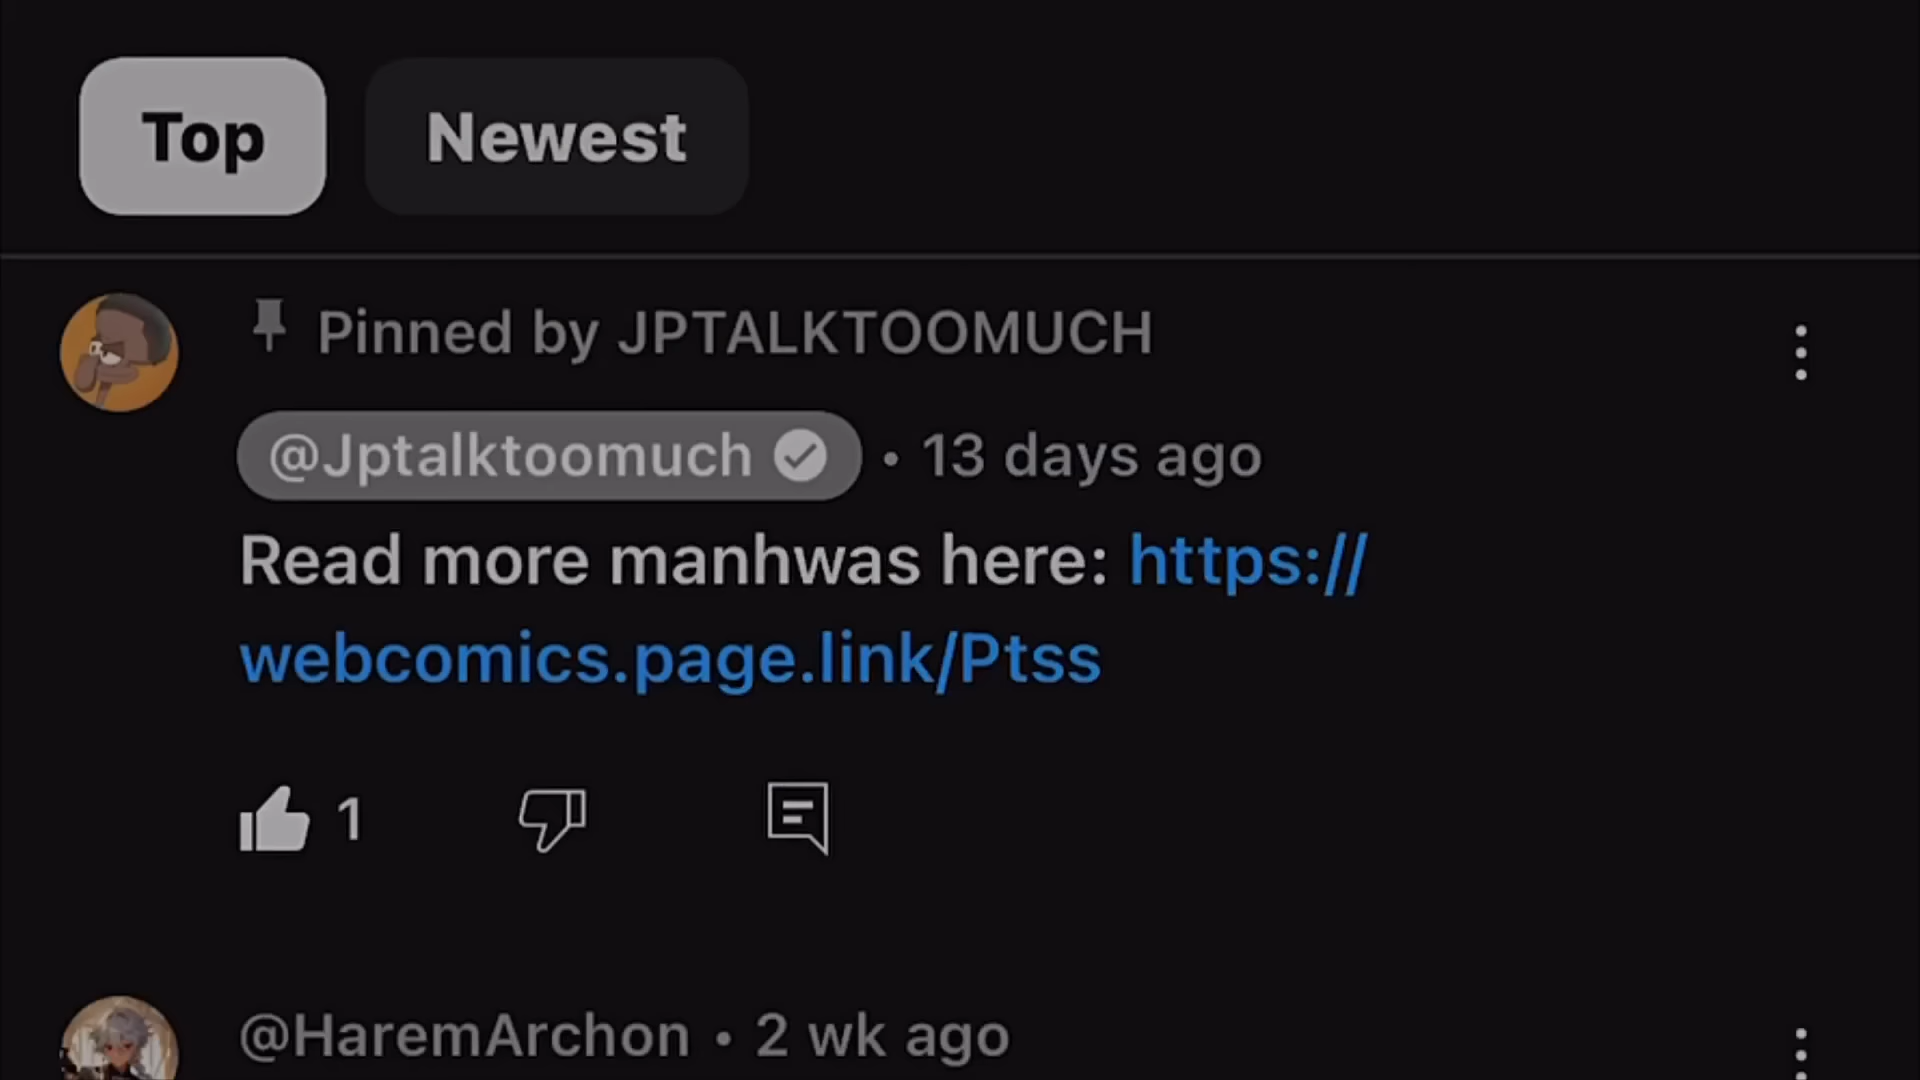 Top Newest
Pinned by JPTALKTOOMUCH
@Jptalktoomuch • 13 days ago
Read more manhwas here: https://
webcomics.page.link/Ptss
1
@HaremArchon • 2 wk ago